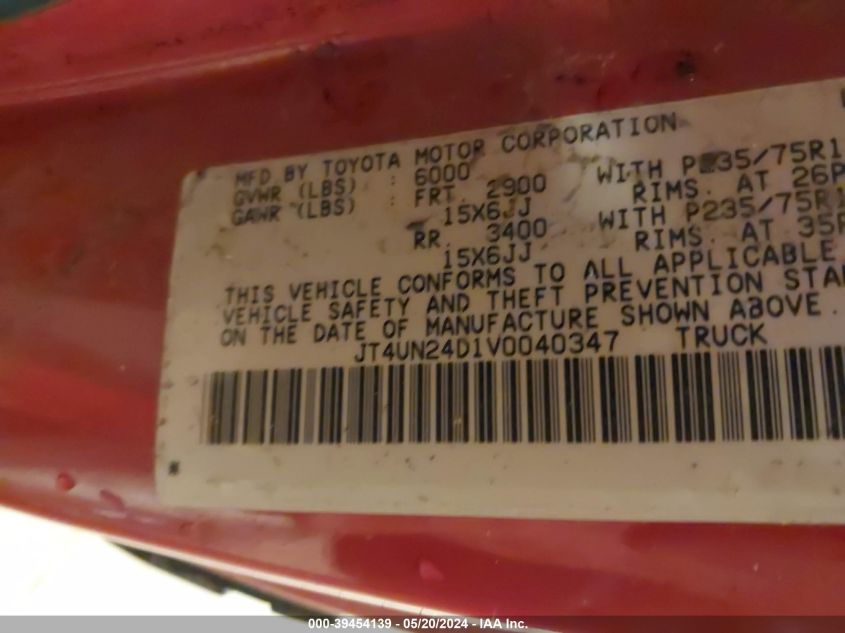 MFD BY TOYOTA MOTOR CORPORATION
GVWR (LBS) : 6000
GAWR (LBS) : FRT. 2900 WITH P235/75R1
15X6JJ RIMS. AT 26P
RR. 3400 WITH P235/75R1
15X6JJ RIMS. AT 35P
THIS VEHICLE CONFORMS TO ALL APPLICABLE
VEHICLE SAFETY AND THEFT PREVENTION STA
ON THE DATE OF MANUFACTURE SHOWN ABOVE.
JT4UN24D1V0040347 TRUCK
000-39454139 — 05/20/2024 - IAA Inc.